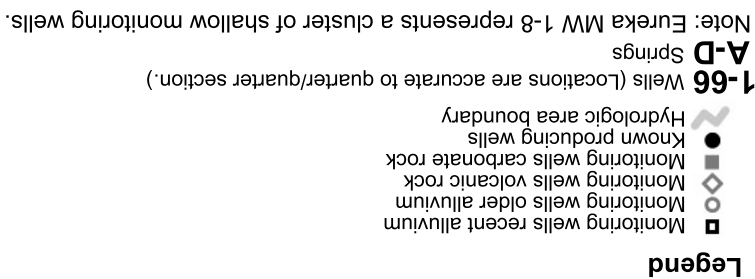 Legend
Monitoring wells recent alluvium
Monitoring wells older alluvium
Monitoring wells volcanic rock
Monitoring wells carbonate rock
Known producing wells
Hydrologic area boundary
1-66 Wells (Locations are accurate to quarter/quarter section.)
A-D Springs
Note: Eureka MW 1-8 represents a cluster of shallow monitoring wells.